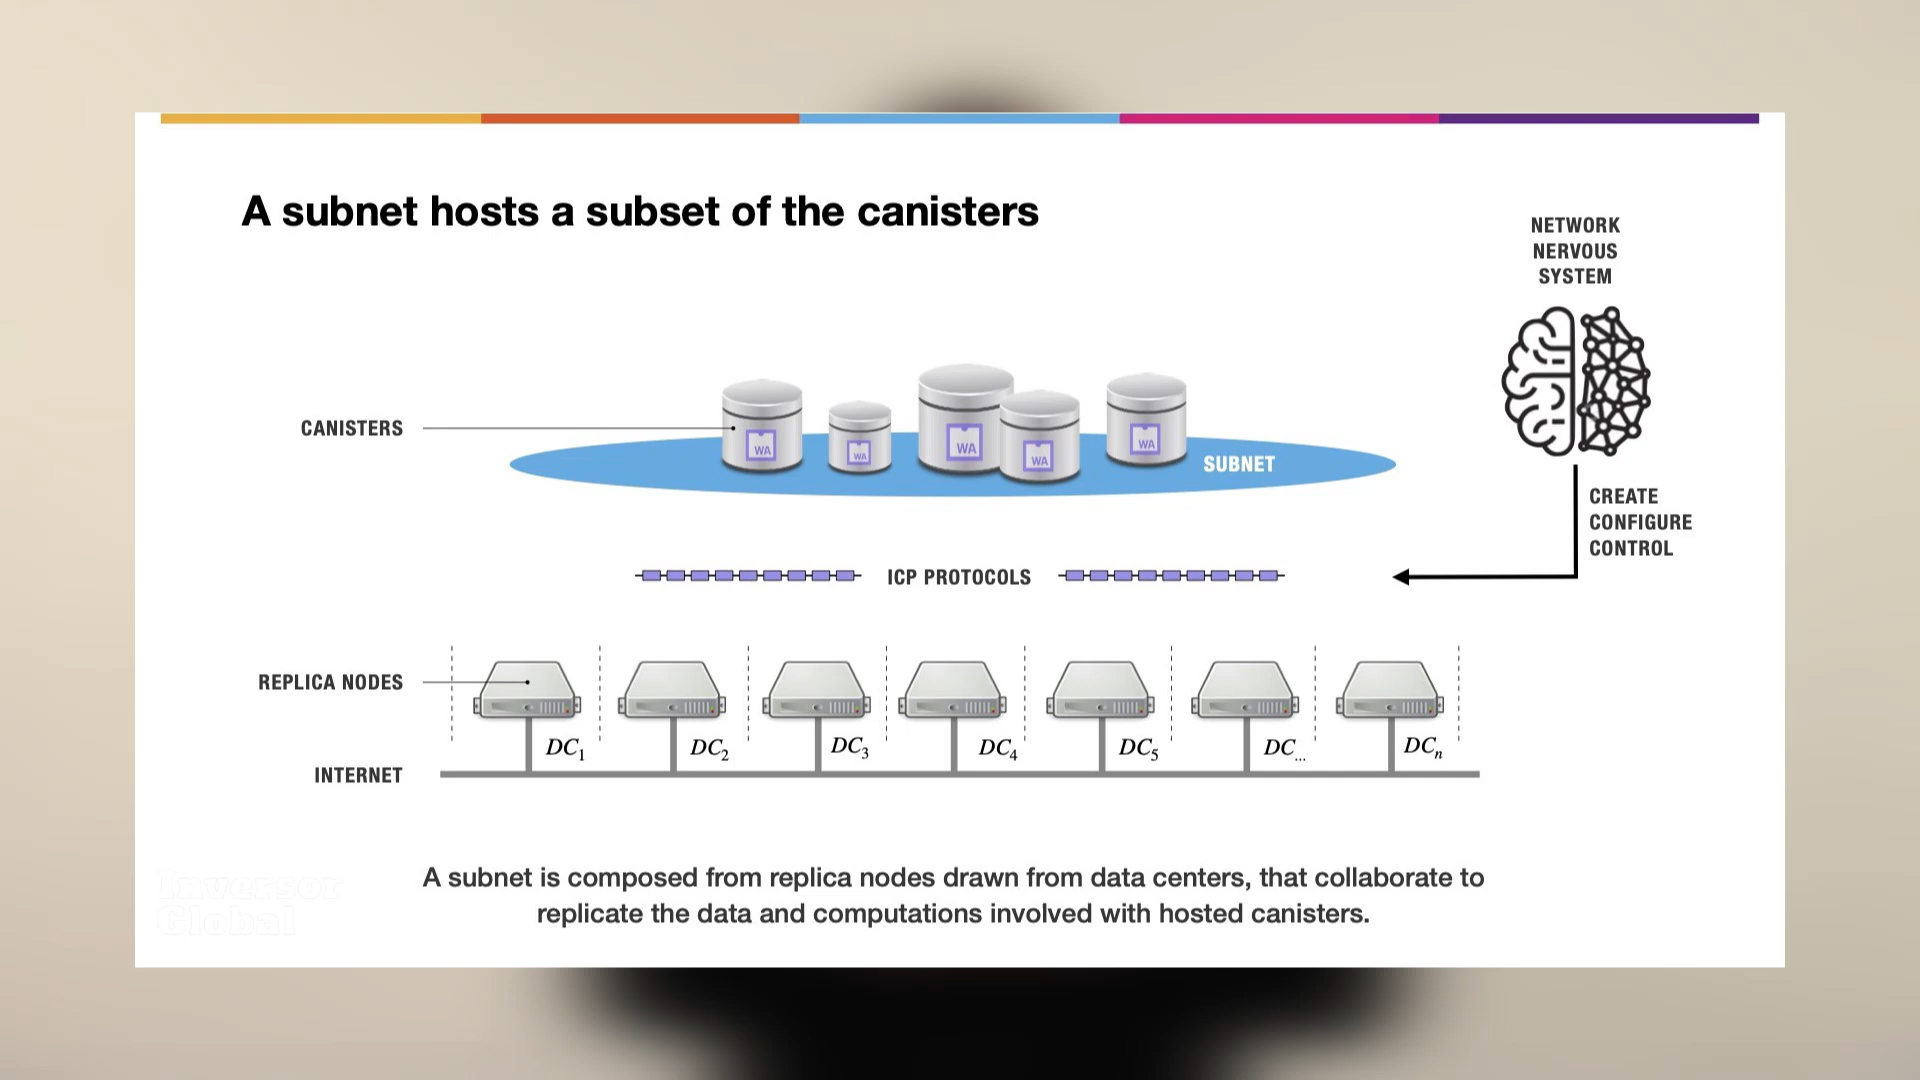 A subnet hosts a subset of the canisters
NETWORK
NERVOUS
SYSTEM
CANISTERS
WA
WA
WA
WA
WA
SUBNET
CREATE
CONFIGURE
CONTROL
ICP PROTOCOLS
REPLICA NODES
DC1
DC2
DC3
DC4
DC5
DC...
DCn
INTERNET
A subnet is composed from replica nodes drawn from data centers, that collaborate to
replicate the data and computations involved with hosted canisters.
Inversor
Global